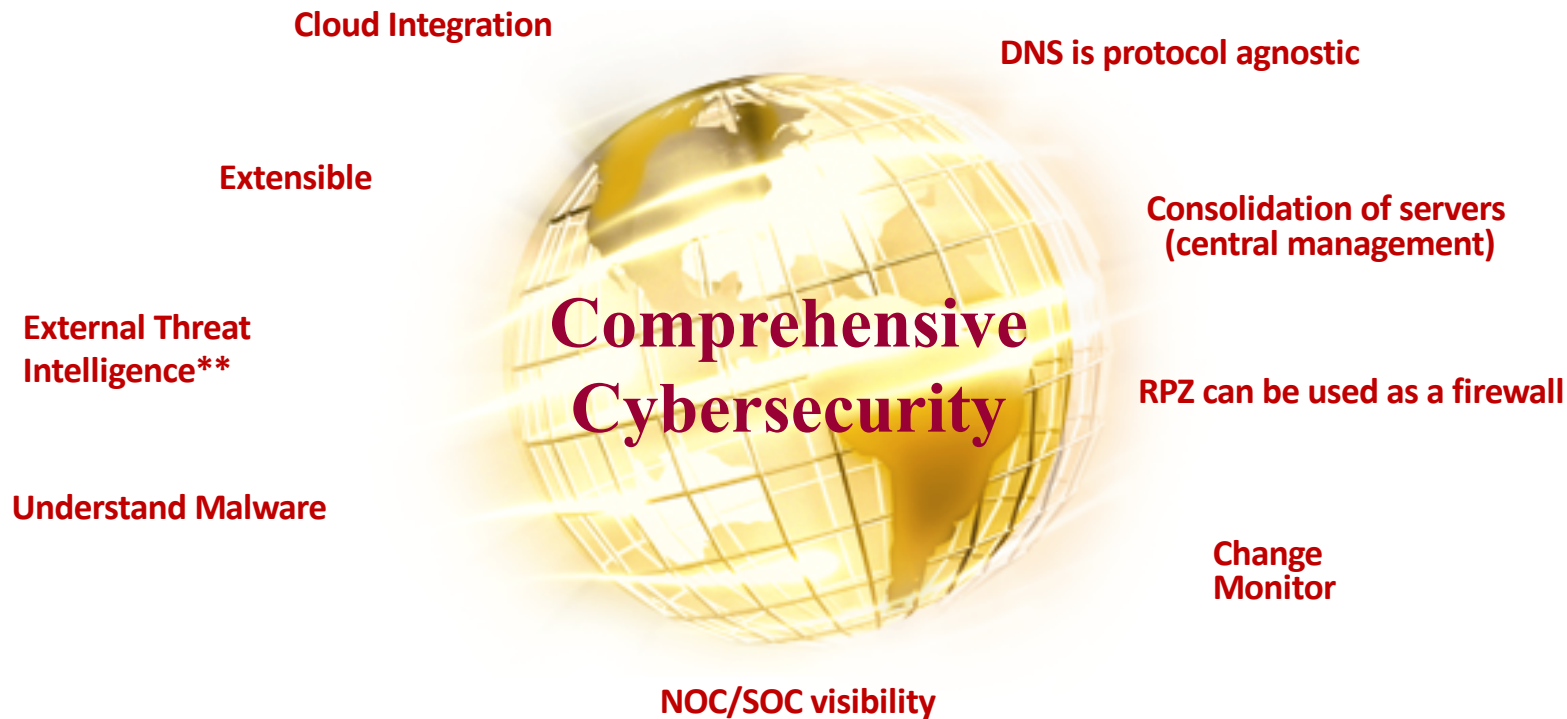 Cloud Integration
DNS is protocol agnostic
Extensible
Consolidation of servers
(central management)
External Threat
Intelligence**
Comprehensive
Cybersecurity
RPZ can be used as a firewall
Understand Malware
Change
Monitor
NOC/SOC visibility